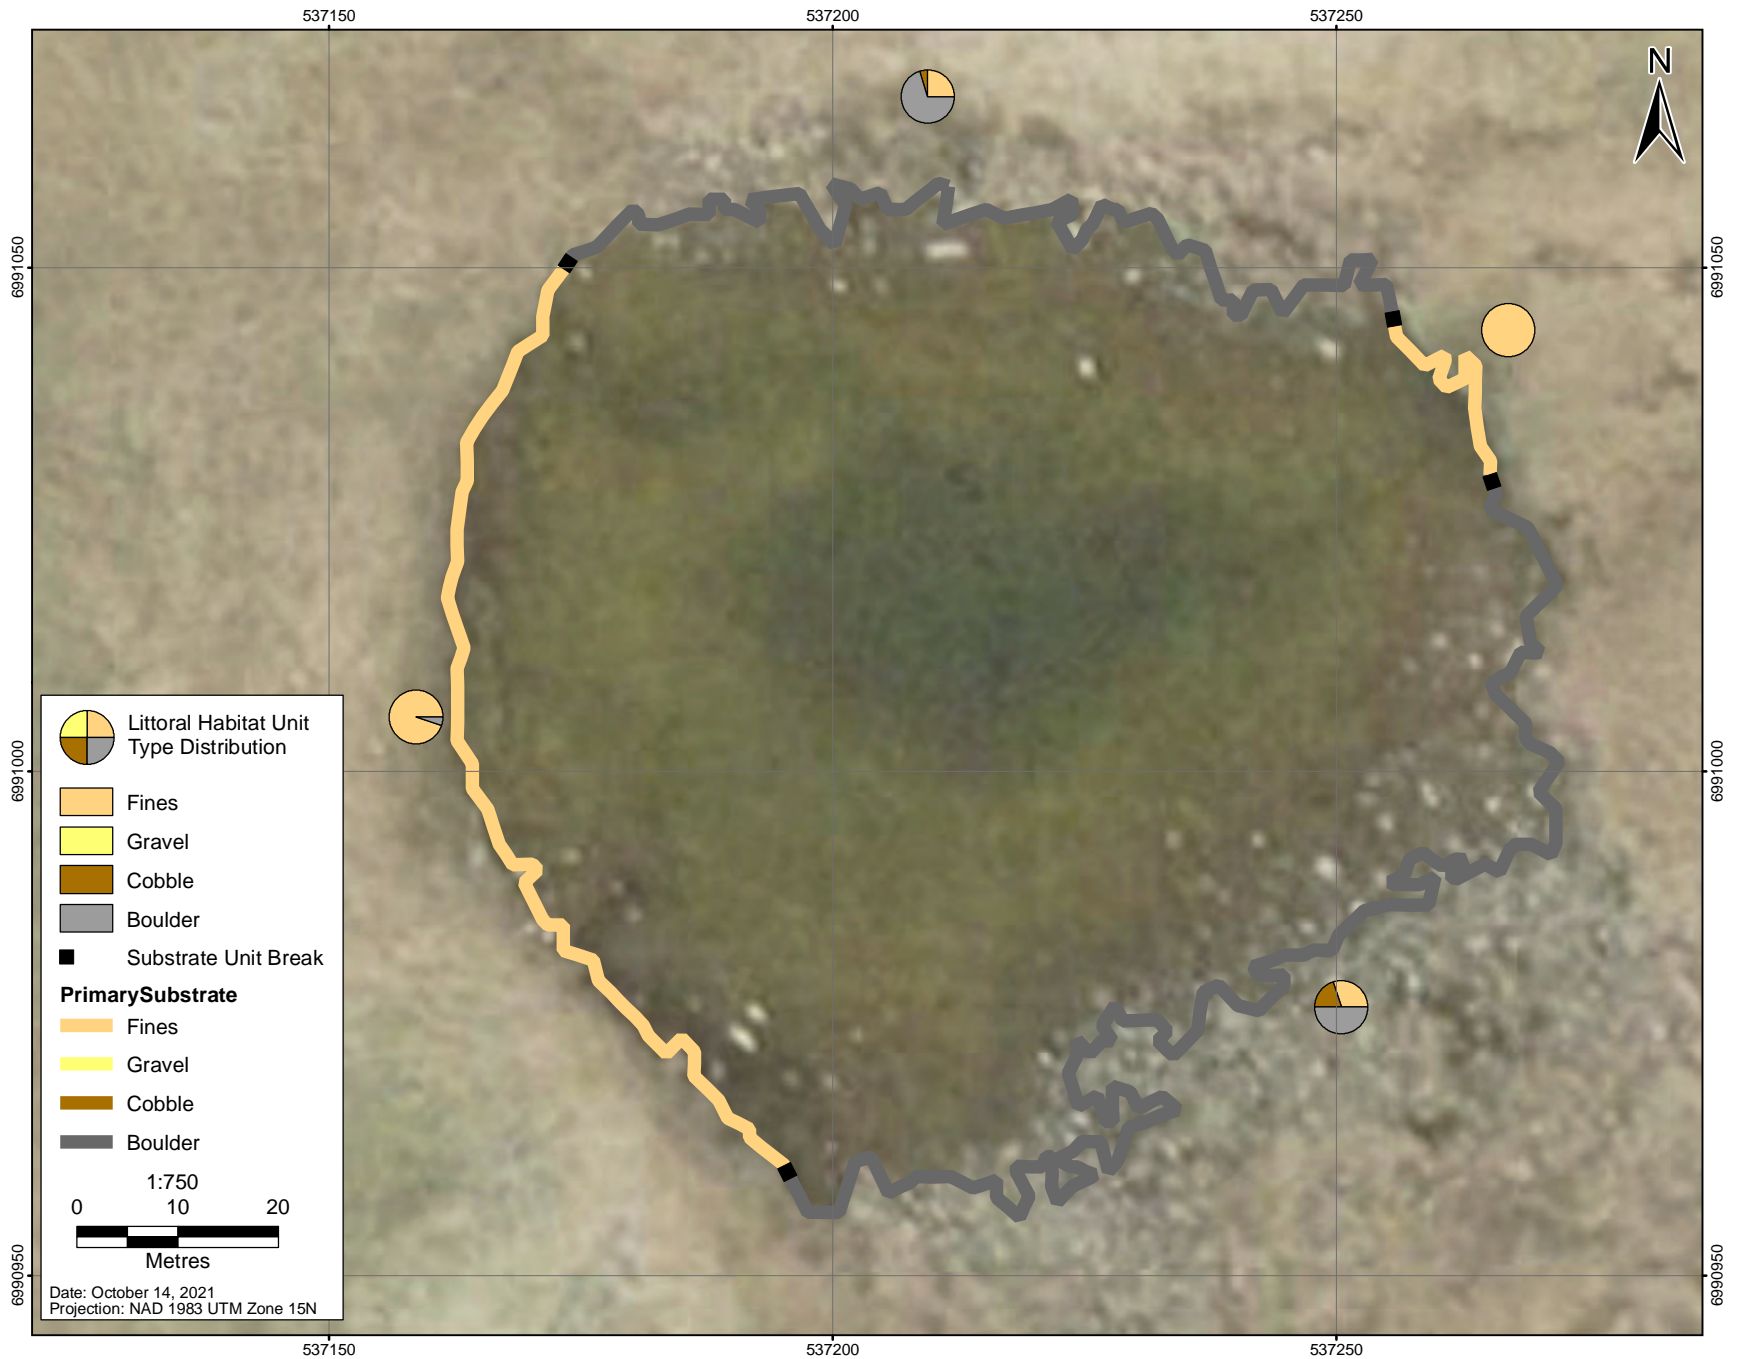 537150 537200 537250
N
6991050 6991050
6991000 6991000
6990950 6990950
Littoral Habitat Unit
Type Distribution
Fines
Gravel
Cobble
Boulder
Substrate Unit Break
PrimarySubstrate
Fines
Gravel
Cobble
Boulder
1:750
0 10 20
Metres
Date: October 14, 2021
Projection: NAD 1983 UTM Zone 15N
537150 537200 537250